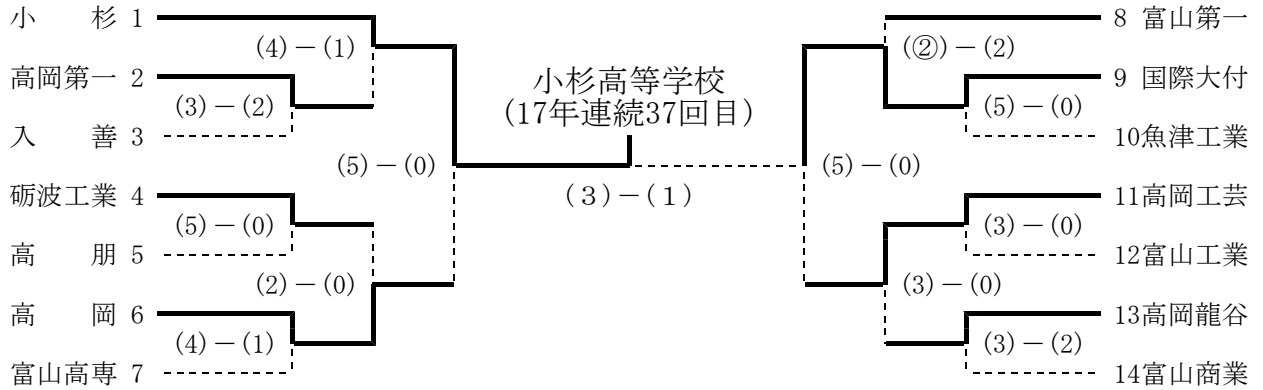 小　　杉 1
高岡第一 2
入　　善 3
砺波工業 4
高　　朋 5
高　　岡 6
富山高専 7
(4)－(1)
(3)－(2)
(5)－(0)
(2)－(0)
(4)－(1)
(5)－(0)
小杉高等学校
(17年連続37回目)
(３)－(１)
(5)－(0)
(②)－(2)
(5)－(0)
(3)－(0)
(3)－(0)
(3)－(2)
8 富山第一
9 国際大付
10魚津工業
11高岡工芸
12富山工業
13高岡龍谷
14富山商業